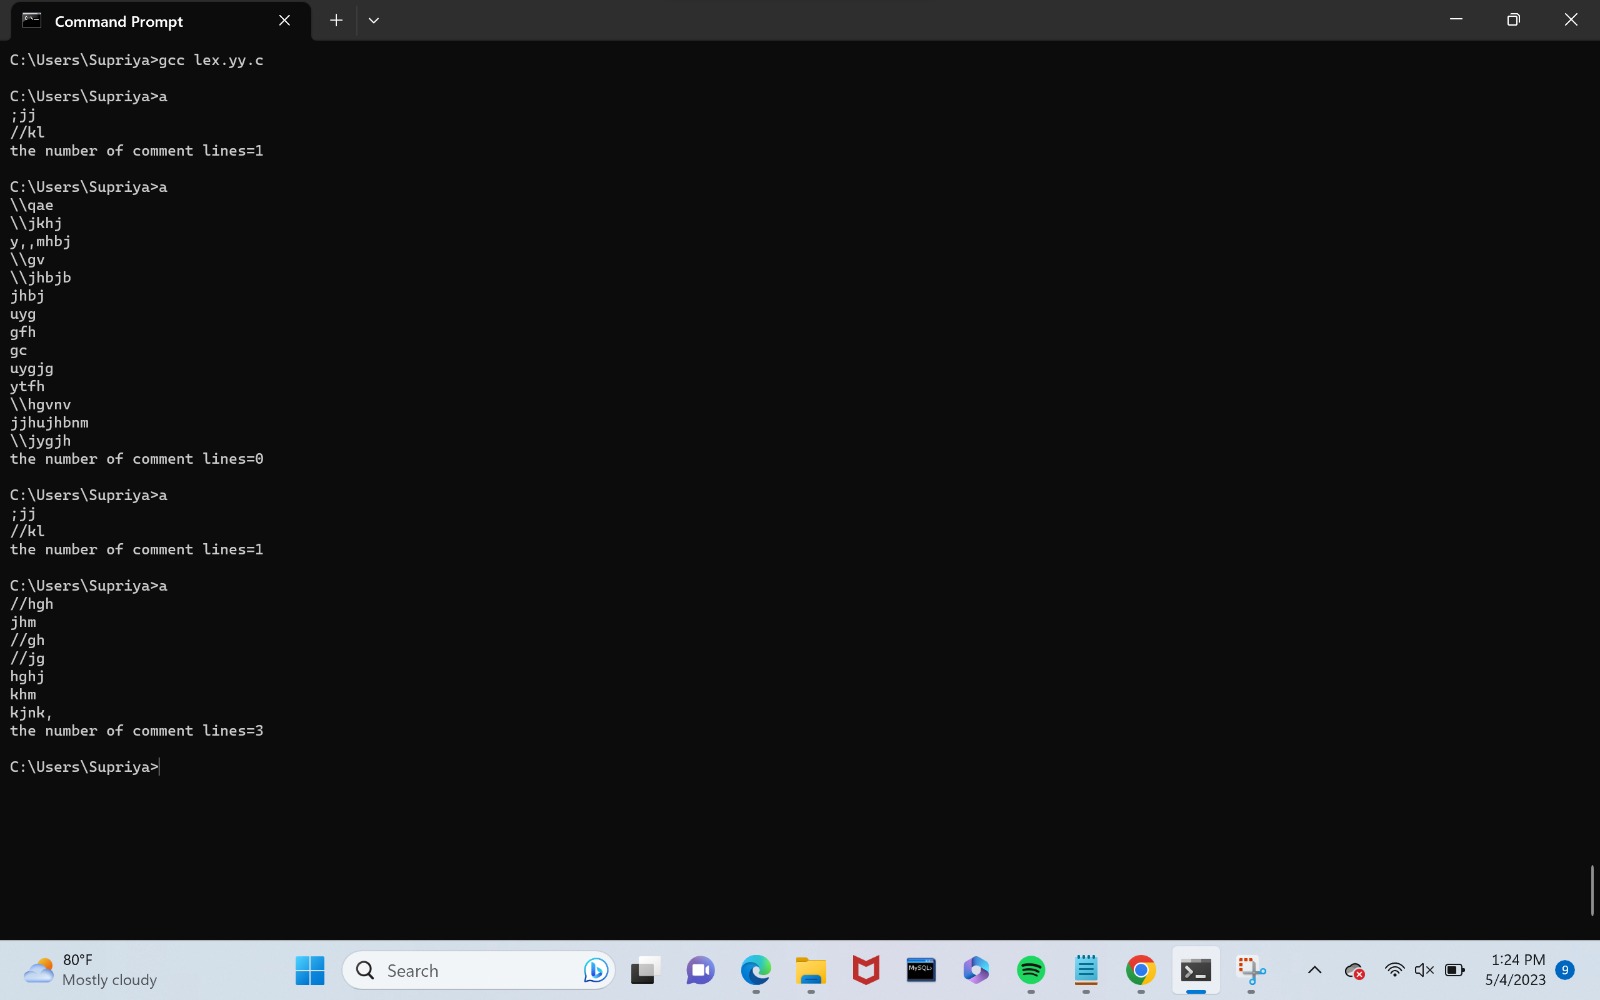 Command Prompt
C:\Users\Supriya>gcc lex.yy.c
C:\Users\Supriya>a
;jj
//kl
the number of comment lines=1
C:\Users\Supriya>a
\\qae
\\jkhj
y,,mhbj
\\gv
\\jhbjb
jhbj
uyg
gfh
gc
uygjg
ytfh
\\hgvnv
jjhujhbnm
\\jygjh
the number of comment lines=0
C:\Users\Supriya>a
;jj
//kl
the number of comment lines=1
C:\Users\Supriya>a
//hgh
jhm
//gh
//jg
hghj
khm
kjnk,
the number of comment lines=3
C:\Users\Supriya>
80°F
Mostly cloudy
Search
MySQL>
1:24 PM
5/4/2023
9